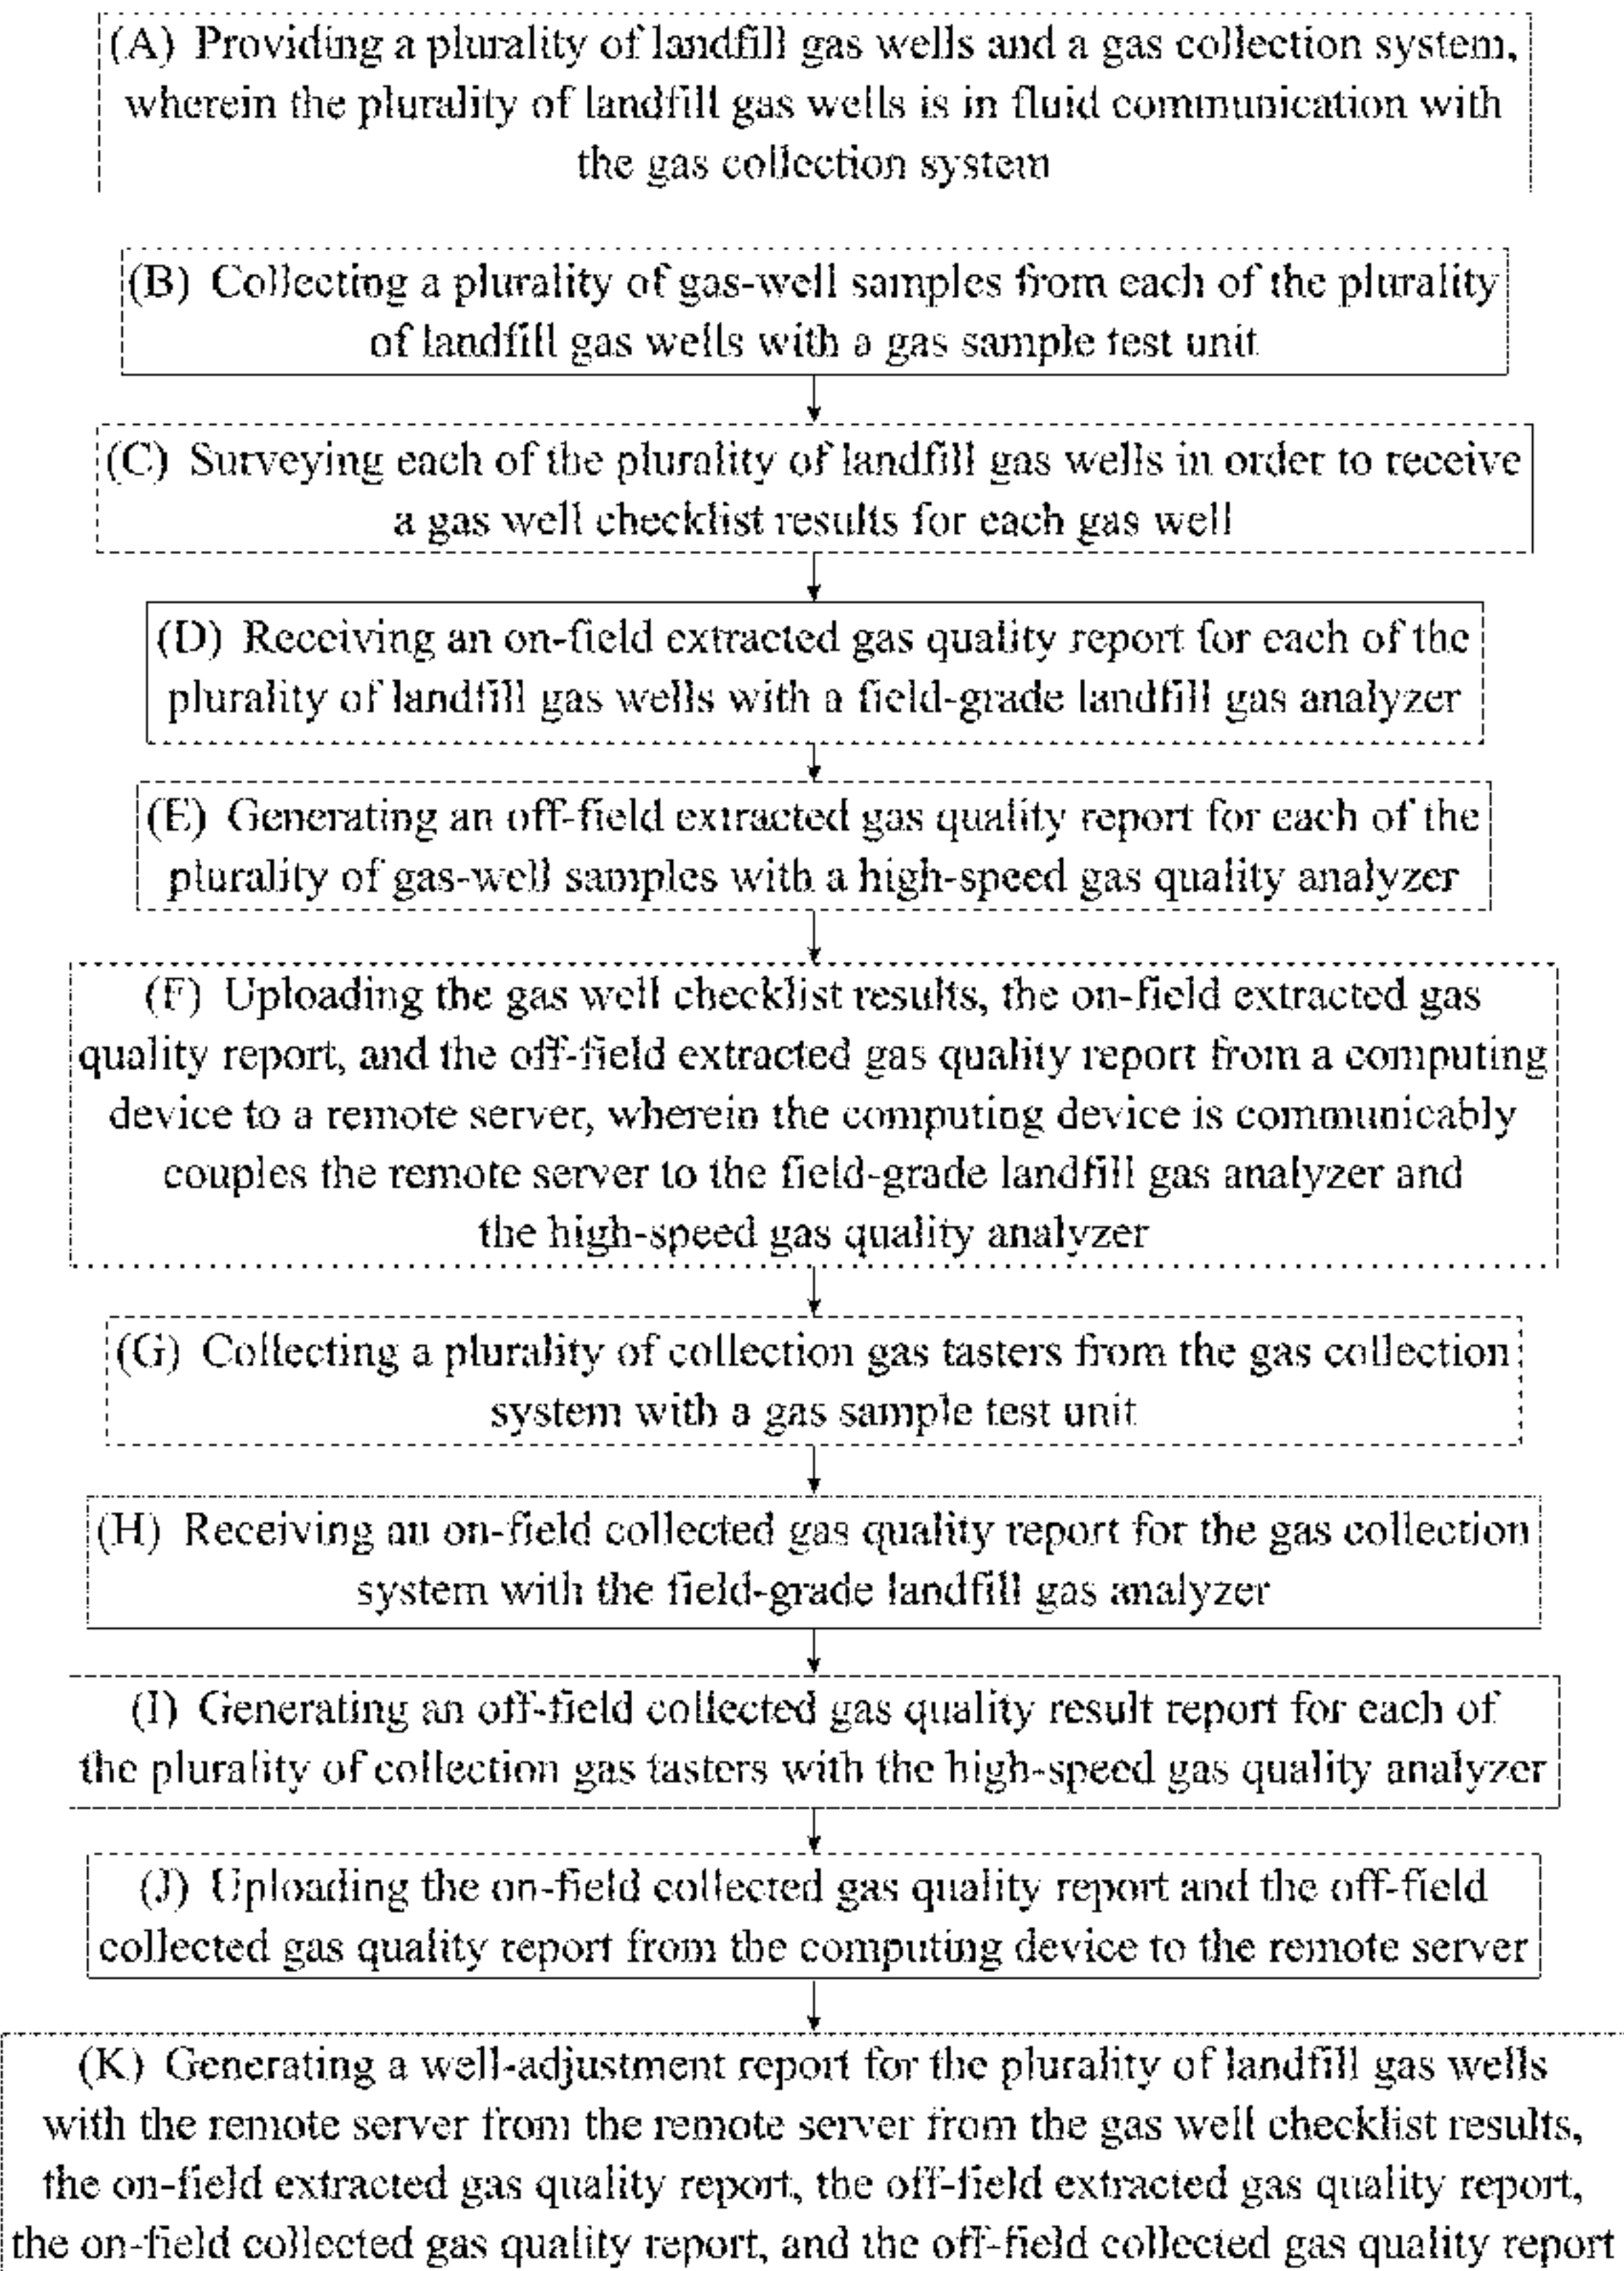 (A) Providing a plurality of landfill gas wells and a gas collection system,
wherein the plurality of landfill gas wells is in fluid communication with
the gas collection system
(B) Collecting a plurality of gas-well samples from each of the plurality
of landfill gas wells with a gas sample test unit
(C) Surveying each of the plurality of landfill gas wells in order to receive
a gas well checklist results for each gas well
(D) Receiving an on-field extracted gas quality report for each of the
plurality of landfill gas wells with a field-grade landfill gas analyzer
(E) Generating an off-field extracted gas quality report for each of the
plurality of gas-well samples with a high-speed gas quality analyzer
(F) Uploading the gas well checklist results, the on-field extracted gas
quality report, and the off-field extracted gas quality report from a computing
device to a remote server, wherein the computing device is communicably
couples the remote server to the field-grade landfill gas analyzer and
the high-speed gas quality analyzer
(G) Collecting a plurality of collection gas tasters from the gas collection
system with a gas sample test unit
(H) Receiving an on-field collected gas quality report for the gas collection
system with the field-grade landfill gas analyzer
(I) Generating an off-field collected gas quality result report for each of
the plurality of collection gas tasters with the high-speed gas quality analyzer
(J) Uploading the on-field collected gas quality report and the off-field
collected gas quality report from the computing device to the remote server
(K) Generating a well-adjustment report for the plurality of landfill gas wells
with the remote server from the remote server from the gas well checklist results,
the on-field extracted gas quality report, the off-field extracted gas quality report,
the on-field collected gas quality report, and the off-field collected gas quality report